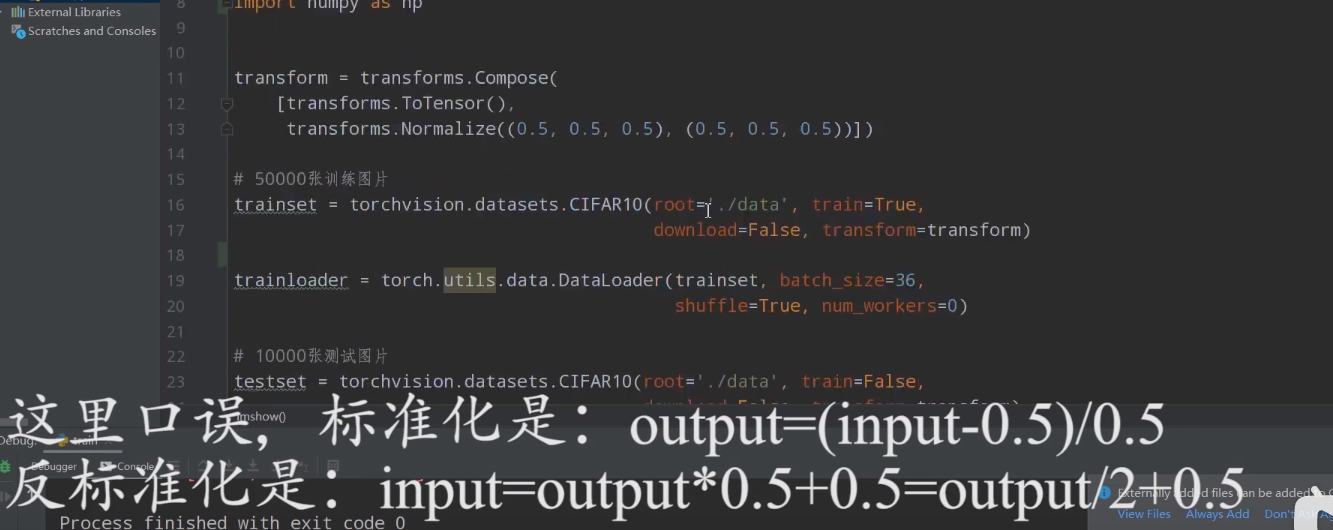 External Libraries
Scratches and Consoles
8 import numpy as np
9
10
11 transform = transforms.Compose(
12 [transforms.ToTensor(),
13 transforms.Normalize((0.5, 0.5, 0.5), (0.5, 0.5, 0.5))])
14
15 # 50000张训练图片
16 trainset = torchvision.datasets.CIFAR10(root='./data', train=True,
17 download=False, transform=transform)
18
19 trainloader = torch.utils.data.DataLoader(trainset, batch_size=36,
20 shuffle=True, num_workers=0)
21
22 # 10000张测试图片
23 testset = torchvision.datasets.CIFAR10(root='./data', train=False,
download=False, transform=transform)
imshow()
这里口误，标准化是：output=(input-0.5)/0.5
Debug: train
Debugger Console
反标准化是：input=output*0.5+0.5=output/2+0.5
Externally added files can be added to
View Files Always Add Don't Ask
Process finished with exit code 0